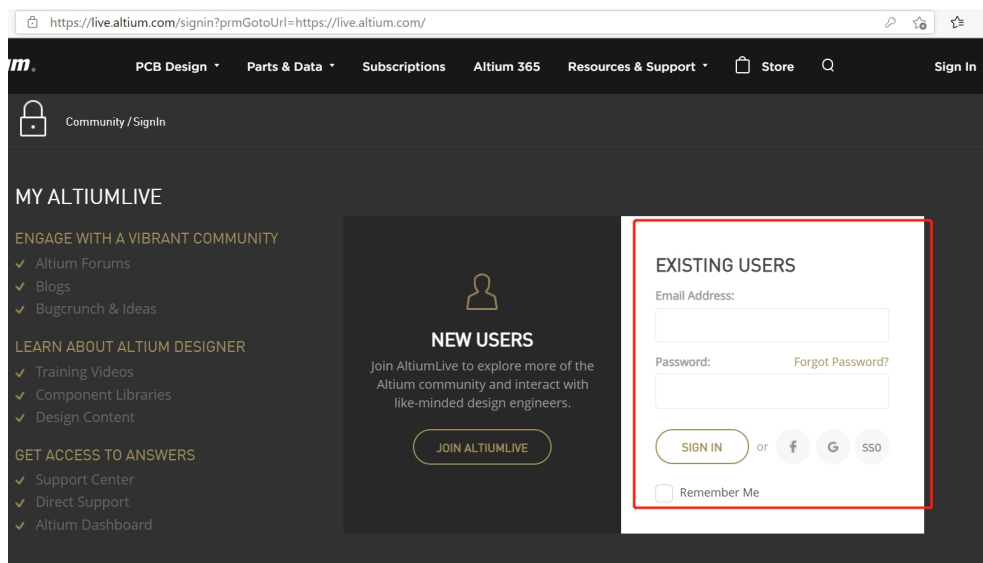 https://live.altium.com/signin?prmGotoUrl=https://live.altium.com/
PCB Design Parts & Data Subscriptions Altium 365 Resources & Support Store Sign In
Community / SignIn
MY ALTIUMLIVE
ENGAGE WITH A VIBRANT COMMUNITY
Altium Forums
Blogs
Bugcrunch & Ideas
LEARN ABOUT ALTIUM DESIGNER
Training Videos
Component Libraries
Design Content
GET ACCESS TO ANSWERS
Support Center
Direct Support
Altium Dashboard
NEW USERS
Join AltiumLive to explore more of the
Altium community and interact with
like-minded design engineers.
JOIN ALTIUMLIVE
EXISTING USERS
Email Address:
Password: Forgot Password?
SIGN IN or f G SSO
Remember Me